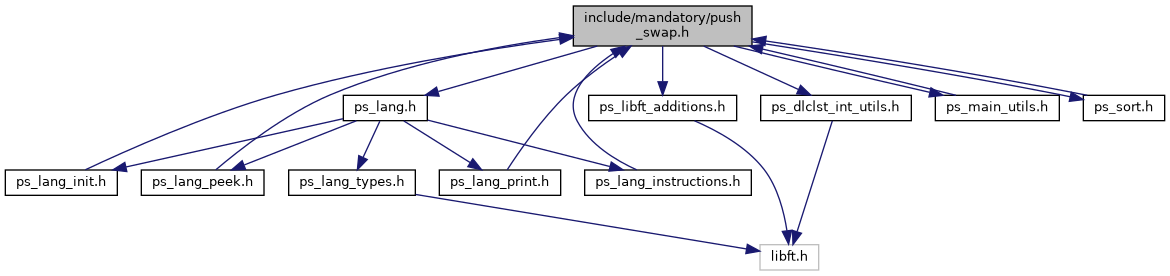 include/mandatory/push
_swap.h
ps_lang.h
ps_libft_additions.h
ps_dlclst_int_utils.h
ps_main_utils.h
ps_sort.h
ps_lang_init.h
ps_lang_peek.h
ps_lang_types.h
ps_lang_print.h
ps_lang_instructions.h
libft.h